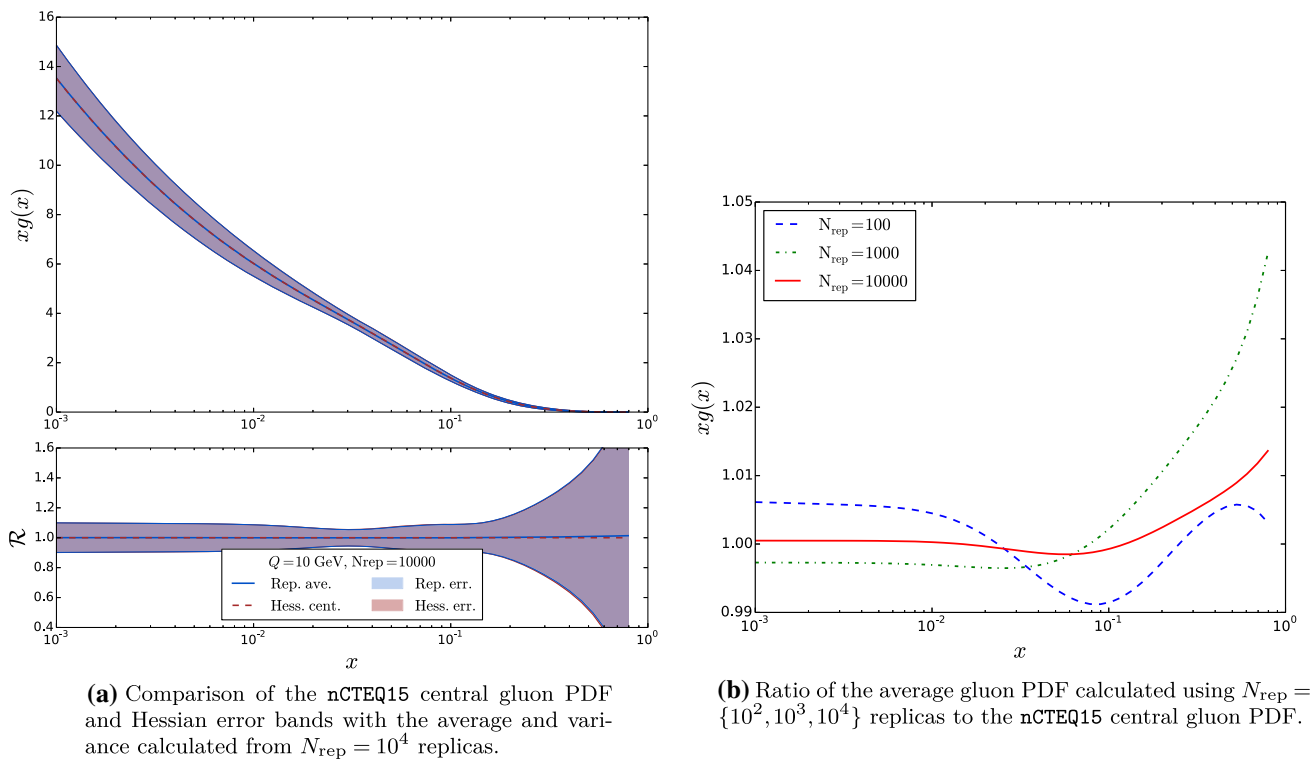 16
14
12
10
8
6
4
2
0
xg(x)
10⁻³ 10⁻² 10⁻¹ 10⁰
1.6
1.4
1.2
1.0
0.8
0.6
0.4
R
Q=10 GeV, Nrep=10000
Rep. ave. Rep. err.
Hess. cent. Hess. err.
10⁻³ 10⁻² 10⁻¹ 10⁰
x
(a) Comparison of the nCTEQ15 central gluon PDF
and Hessian error bands with the average and vari-
ance calculated from N_rep = 10⁴ replicas.
1.05
1.04
1.03
1.02
1.01
1.00
0.99
xg(x)
N_rep=100
N_rep=1000
N_rep=10000
10⁻³ 10⁻² 10⁻¹ 10⁰
x
(b) Ratio of the average gluon PDF calculated using N_rep =
{10², 10³, 10⁴} replicas to the nCTEQ15 central gluon PDF.